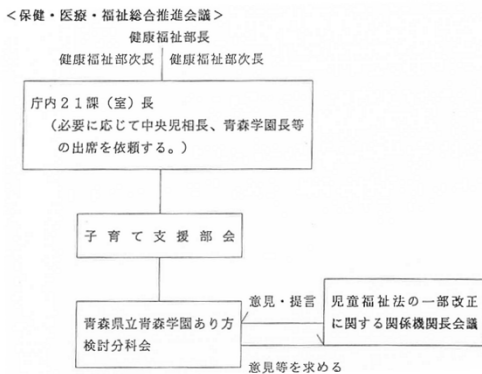 ＜保健・医療・福祉総合推進会議＞
健康福祉部長
健康福祉部次長 健康福祉部次長
庁内２１課（室）長
（必要に応じて中央児相長、青森学園長等
の出席を依頼する。）
子育て支援部会
青森県立青森学園あり方
検討分科会
意見・提言
意見等を求める
児童福祉法の一部改正
に関する関係機関長会議